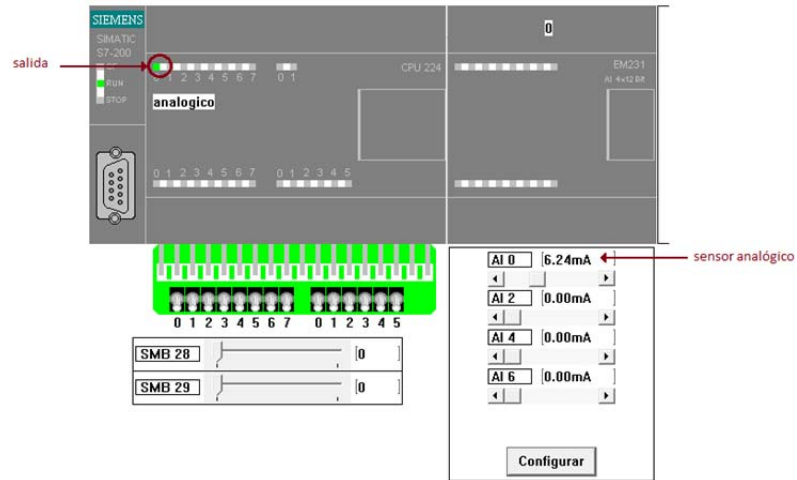 SIEMENS
0
SIMATIC
S7-200
salida
SF
0 1 2 3 4 5 6 7
0 1
CPU 224
EM231
AI 4x12 Bit
RUN
STOP
analogico
0 1 2 3 4 5 6 7
0 1 2 3 4 5
AI 0 [6.24mA ]
sensor analógico
AI 2 [0.00mA ]
0 1 2 3 4 5 6 7 0 1 2 3 4 5
AI 4 [0.00mA ]
SMB 28 [0 ]
AI 6 [0.00mA ]
SMB 29 [0 ]
Configurar